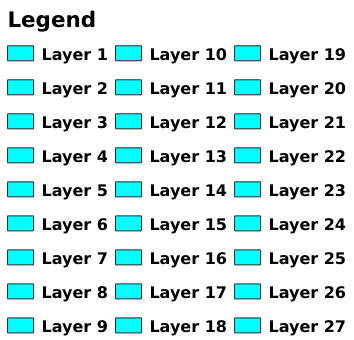 Legend
Layer 1 Layer 10 Layer 19
Layer 2 Layer 11 Layer 20
Layer 3 Layer 12 Layer 21
Layer 4 Layer 13 Layer 22
Layer 5 Layer 14 Layer 23
Layer 6 Layer 15 Layer 24
Layer 7 Layer 16 Layer 25
Layer 8 Layer 17 Layer 26
Layer 9 Layer 18 Layer 27